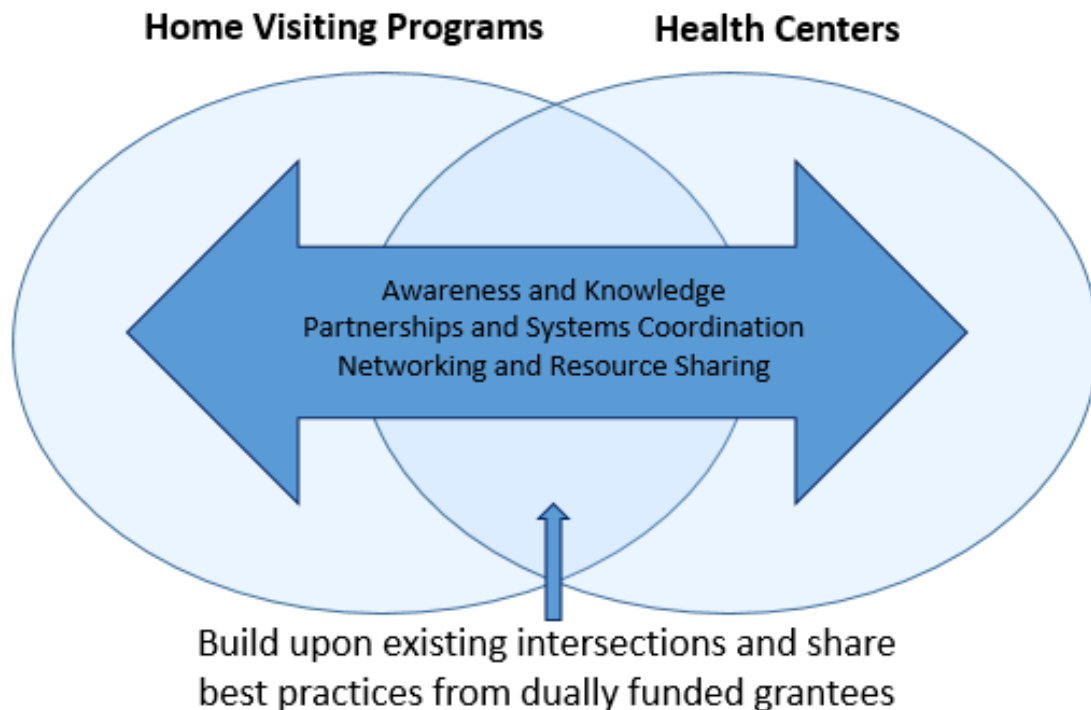 Home Visiting Programs
Health Centers
Awareness and Knowledge
Partnerships and Systems Coordination
Networking and Resource Sharing
Build upon existing intersections and share
best practices from dually funded grantees